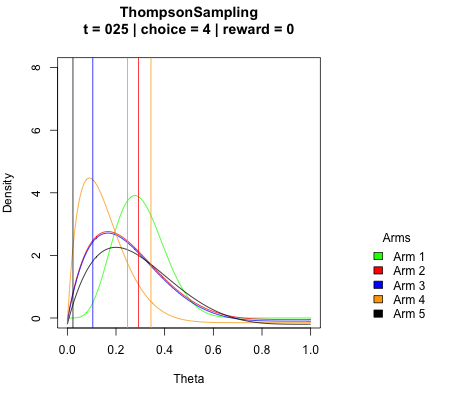 ThompsonSampling
t = 025 | choice = 4 | reward = 0
8
6
4
2
0
Density
0.0 0.2 0.4 0.6 0.8 1.0
Theta
Arms
Arm 1
Arm 2
Arm 3
Arm 4
Arm 5